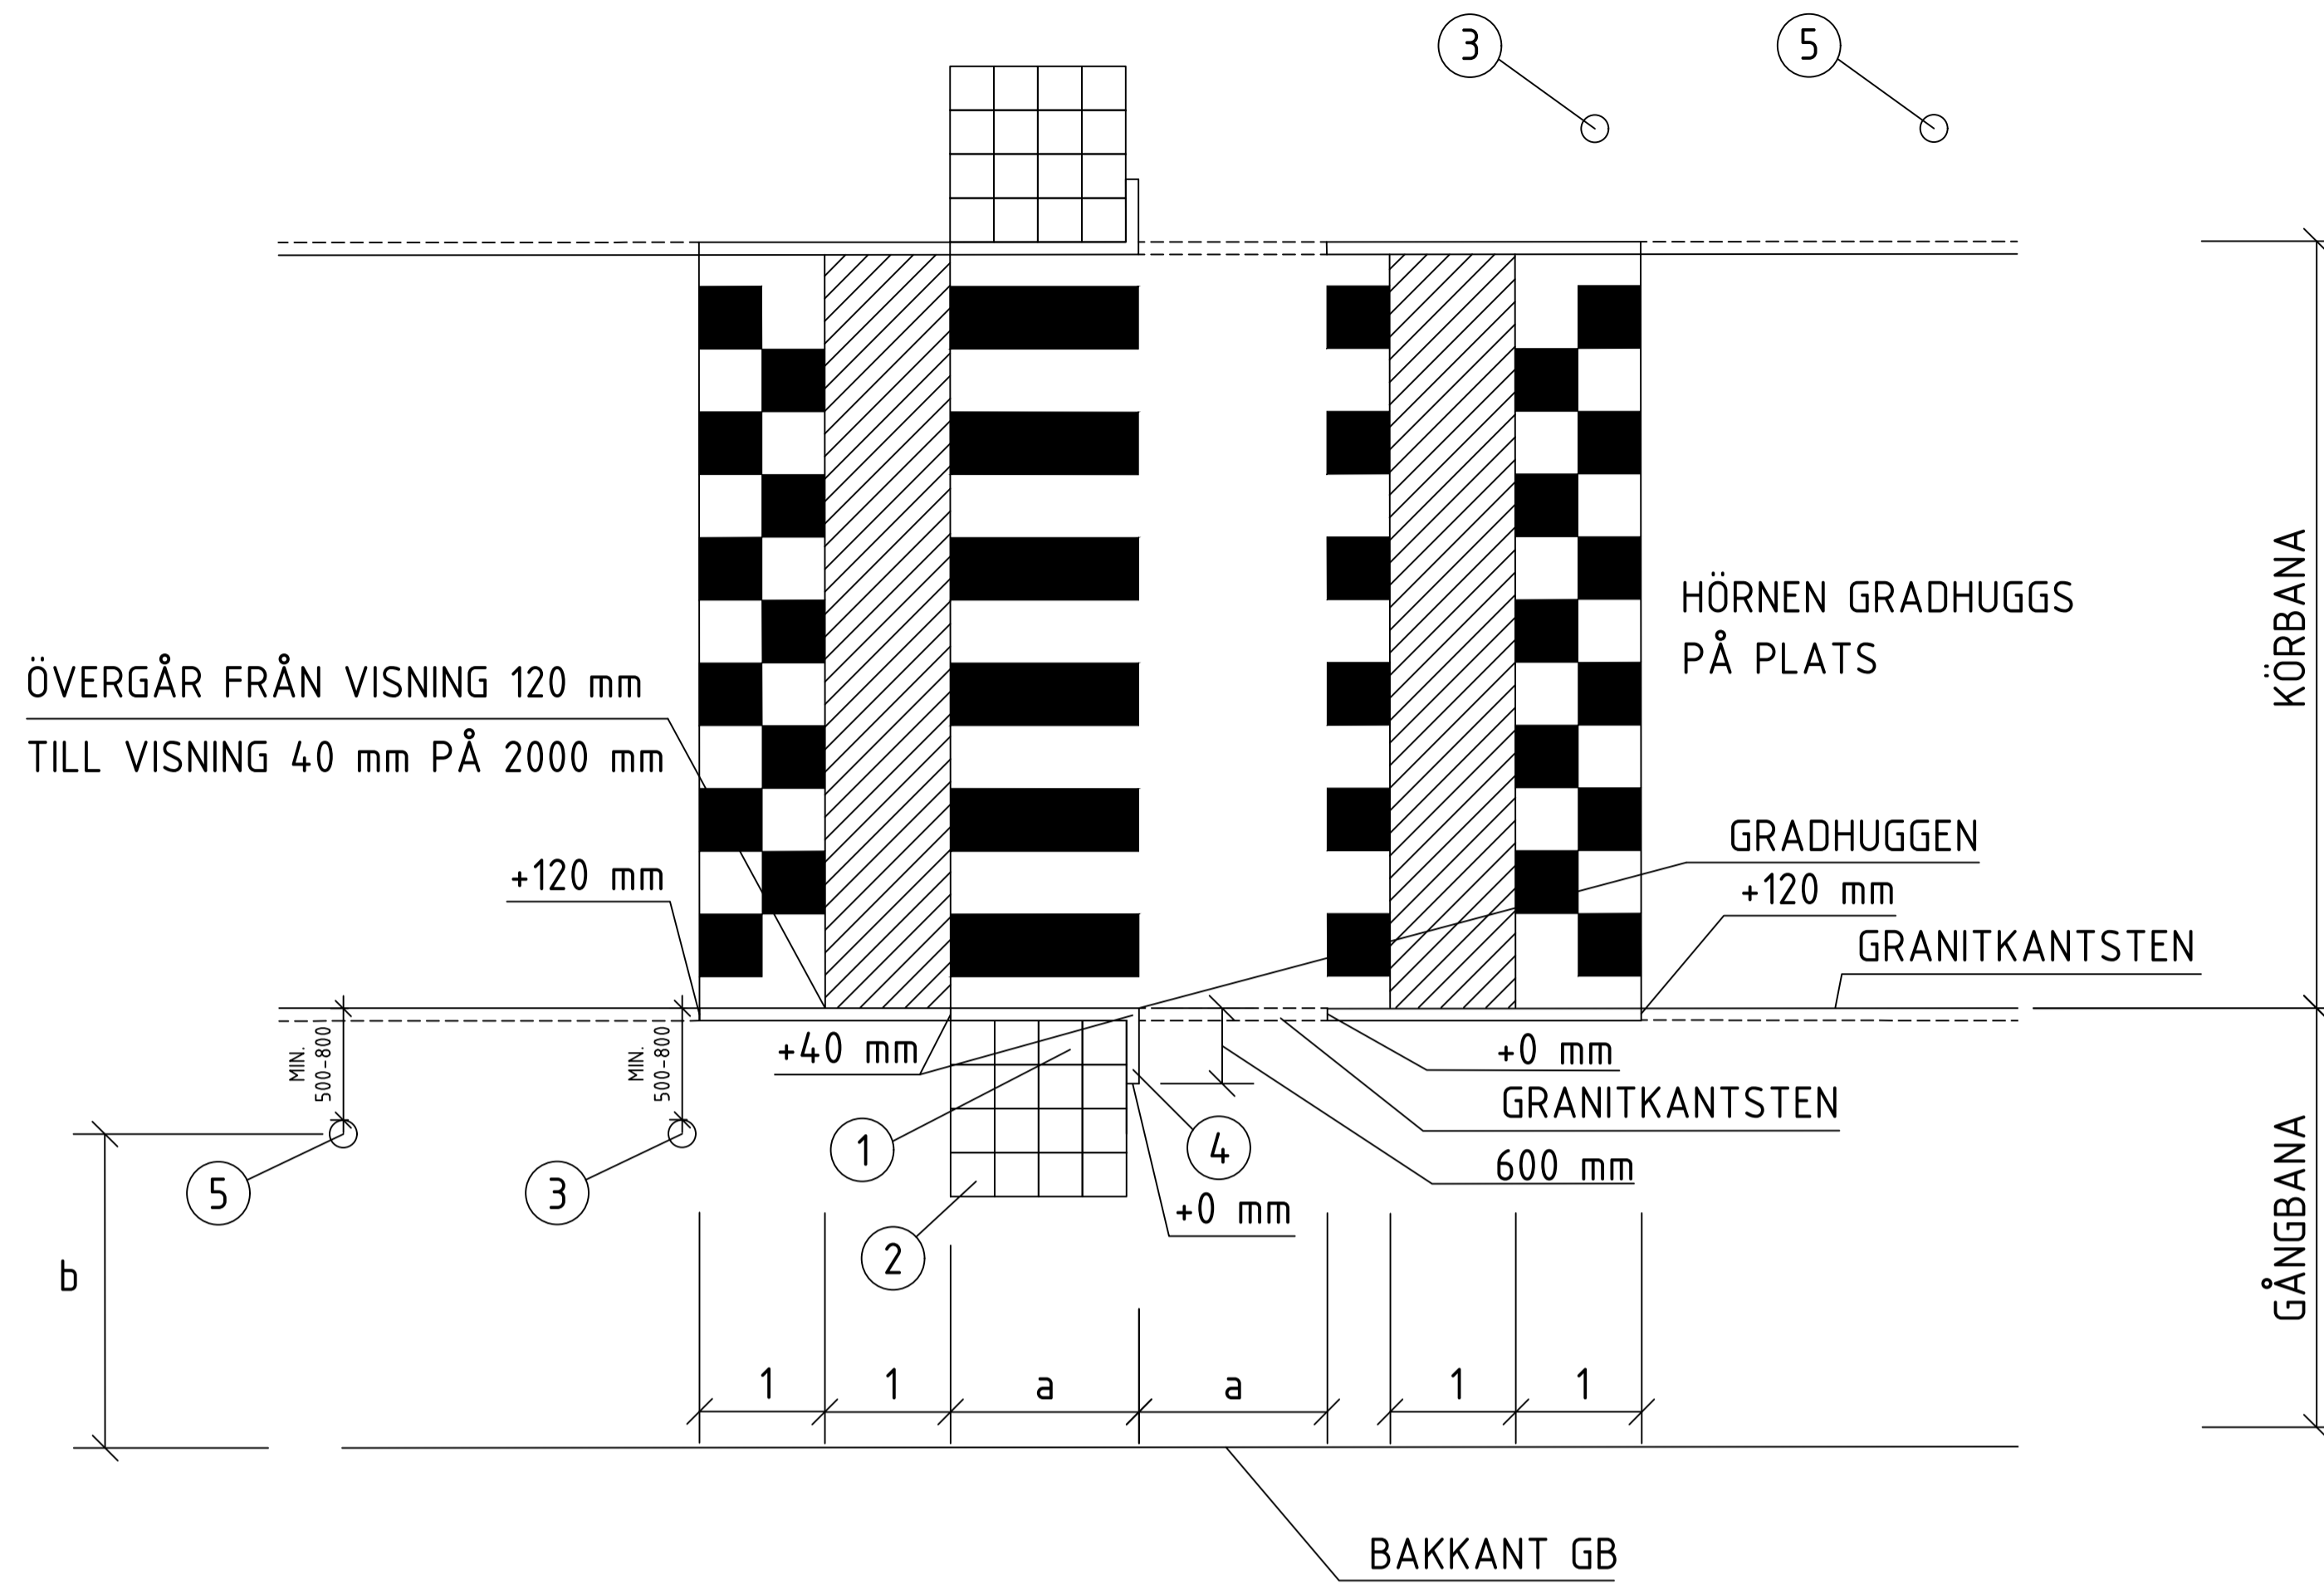 3
5
KÖRBANA
HÖRNEN GRADHUGGS
PÅ PLATS
ÖVERGÅR FRÅN VISNING 120 mm
TILL VISNING 40 mm PÅ 2000 mm
GRADHUGGEN
+120 mm
+120 mm
GRANITKANTSTEN
MIN.
500-800
MIN.
500-800
+40 mm
+0 mm
GRANITKANTSTEN
1
4
600 mm
5
3
+0 mm
2
b
GÅNGBANA
1
1
a
a
1
1
BAKKANT GB